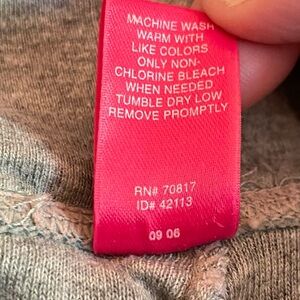 MACHINE WASH
WARM WITH
LIKE COLORS
ONLY NON-
CHLORINE BLEACH
WHEN NEEDED
TUMBLE DRY LOW
REMOVE PROMPTLY
RN# 70817
ID# 42113
09 06